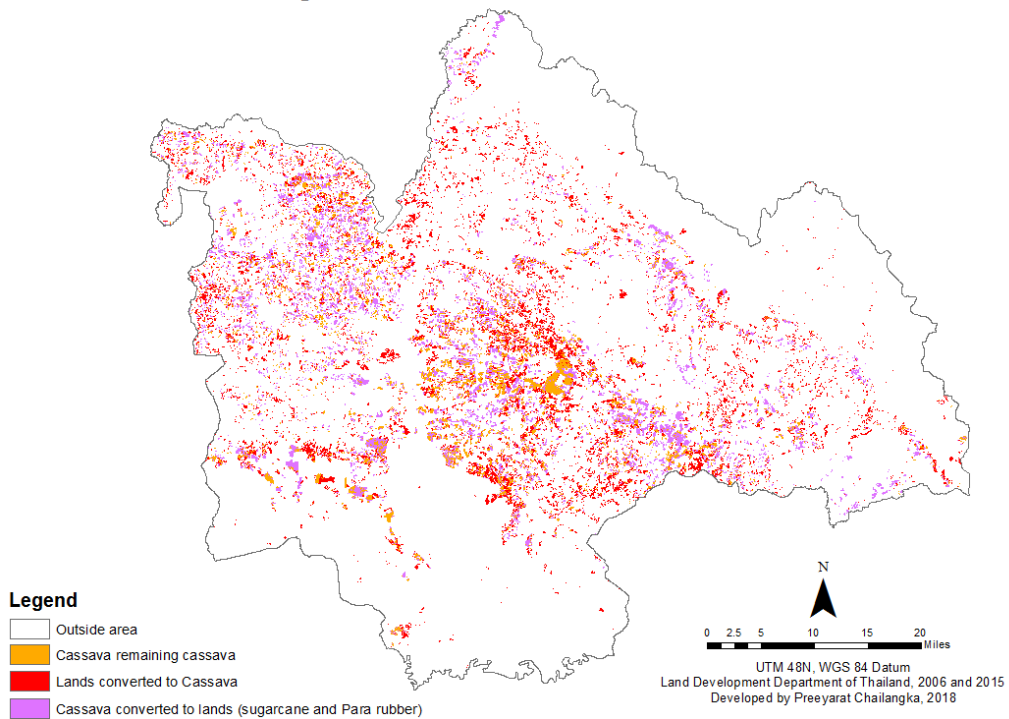 N
0 2.5 5 10 15 20
Miles
UTM 48N, WGS 84 Datum
Land Development Department of Thailand, 2006 and 2015
Developed by Preeyarat Chailangka, 2018
Legend
Outside area
Cassava remaining cassava
Lands converted to Cassava
Cassava converted to lands (sugarcane and Para rubber)